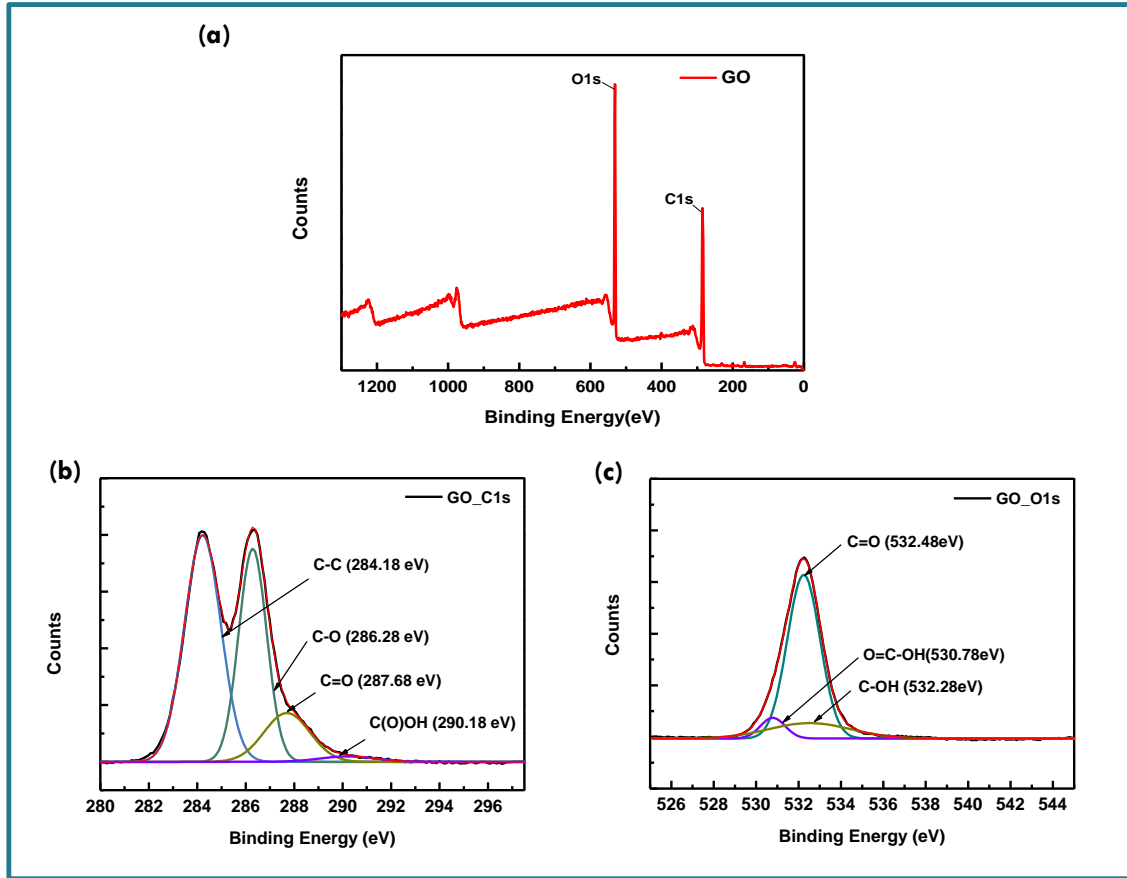 (a)
O1s
GO
C1s
Counts
1200 1000 800 600 400 200 0
Binding Energy(eV)
(b)
GO_C1s
C-C (284.18 eV)
C-O (286.28 eV)
C=O (287.68 eV)
C(O)OH (290.18 eV)
Counts
280 282 284 286 288 290 292 294 296
Binding Energy (eV)
(c)
GO_O1s
C=O (532.48eV)
O=C-OH(530.78eV)
C-OH (532.28eV)
Counts
526 528 530 532 534 536 538 540 542 544
Binding Energy (eV)